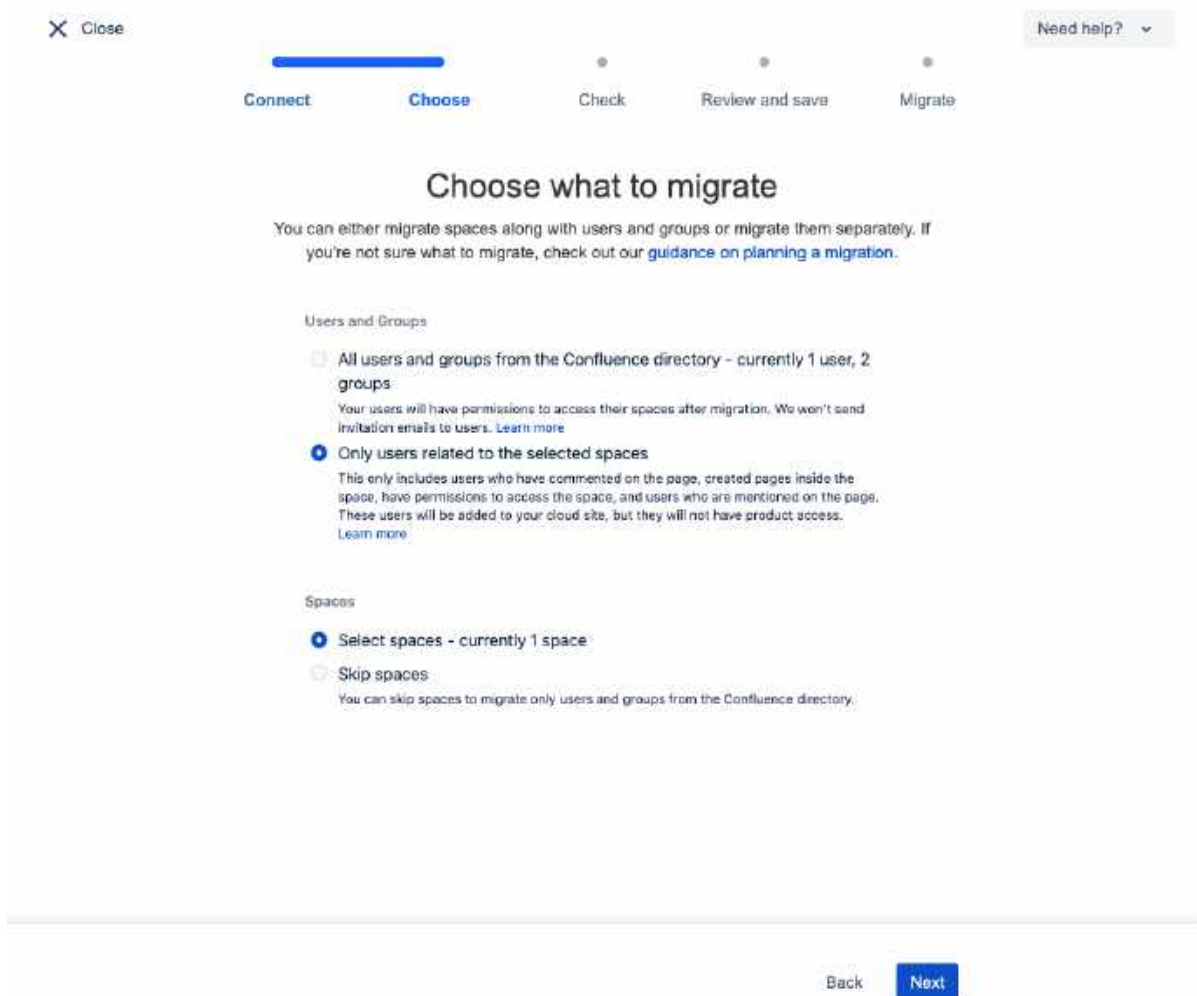 Close
Need help?
Connect
Choose
Check
Review and save
Migrate
Choose what to migrate
You can either migrate spaces along with users and groups or migrate them separately. If
you're not sure what to migrate, check out our guidance on planning a migration.
Users and Groups
All users and groups from the Confluence directory - currently 1 user, 2
groups
Your users will have permissions to access their spaces after migration. We won't send
invitation emails to users. Learn more
Only users related to the selected spaces
This only includes users who have commented on the page, created pages inside the
space, have permissions to access the space, and users who are mentioned on the page.
These users will be added to your cloud site, but they will not have product access.
Learn more
Spaces
Select spaces - currently 1 space
Skip spaces
You can skip spaces to migrate only users and groups from the Confluence directory.
Back
Next